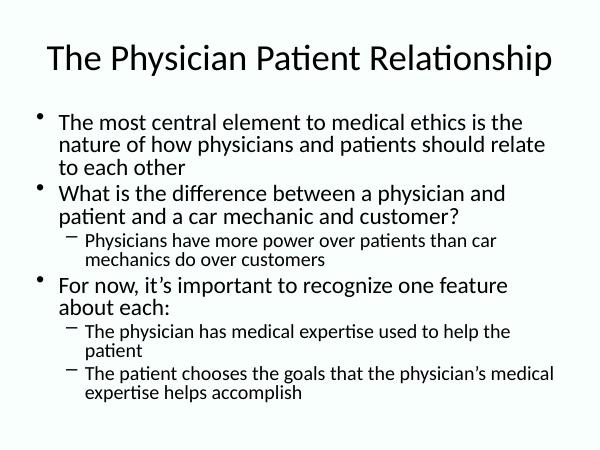 The Physician Patient Relationship
• The most central element to medical ethics is the
nature of how physicians and patients should relate
to each other
• What is the difference between a physician and
patient and a car mechanic and customer?
– Physicians have more power over patients than car
mechanics do over customers
• For now, it’s important to recognize one feature
about each:
– The physician has medical expertise used to help the
patient
– The patient chooses the goals that the physician’s medical
expertise helps accomplish